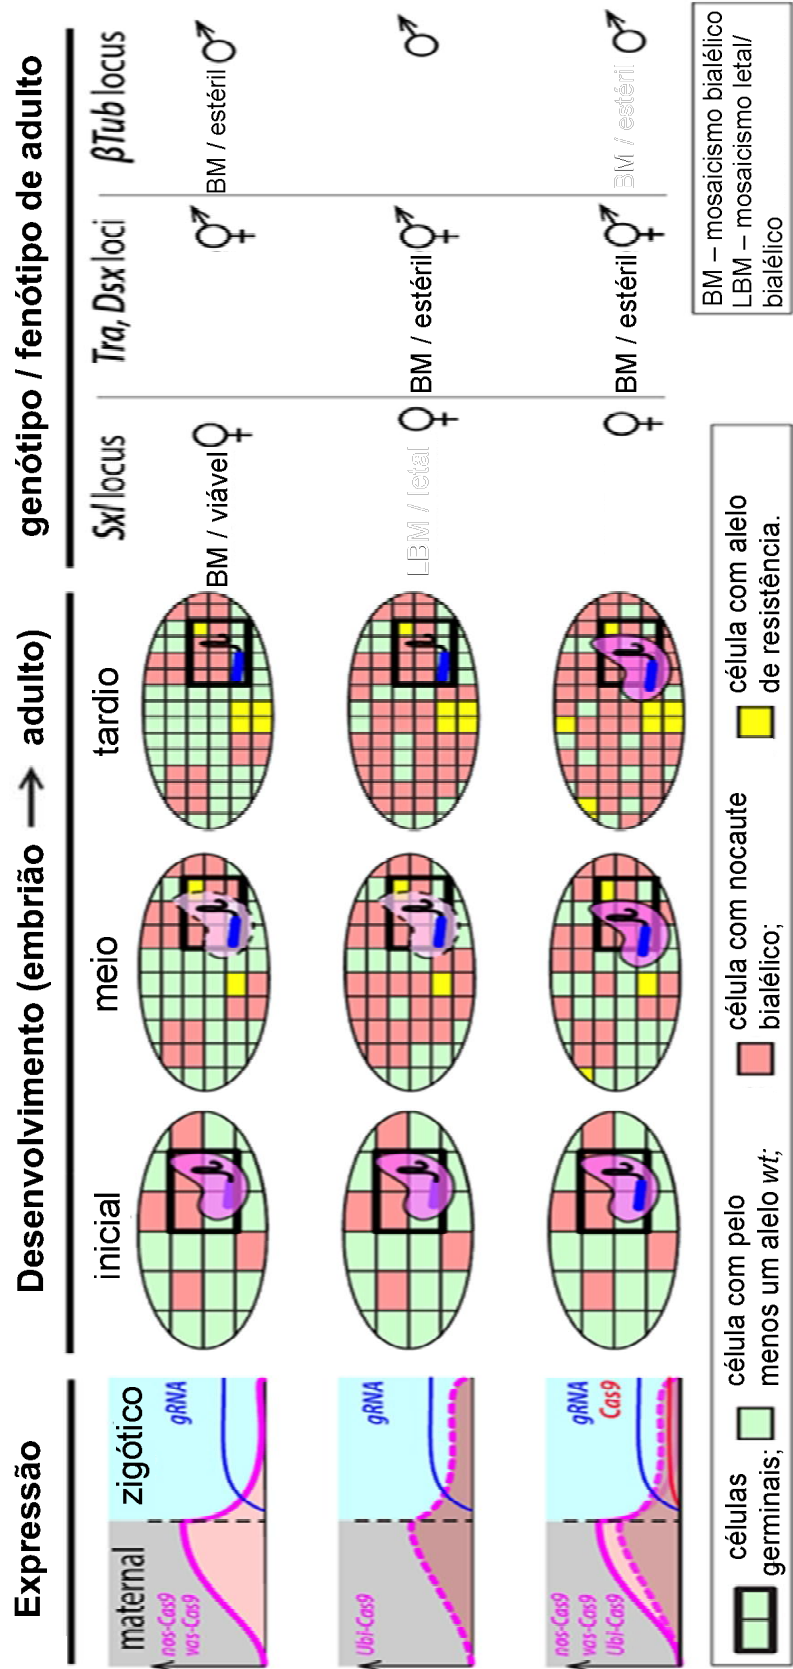 Expressão
Desenvolvimento (embrião → adulto)
genótipo / fenótipo de adulto
maternal
zigótico
inicial
meio
tardio
Sxl locus
Tra, Dsx loci
βTub locus
nos-Cas9
vas-Cas9
gRNA
BM / viável ♀
⚥
BM / estéril ♂
Ubi-Cas9
gRNA
LBM / letal ♀
BM / estéril
♂
nos-Cas9
vas-Cas9
Ubi-Cas9
gRNA
Cas9
♀
BM / estéril
BM / estéril ♂
células
germinais;
célula com pelo
menos um alelo wt;
célula com nocaute
bialélico;
célula com alelo
de resistência.
BM – mosaicismo bialélico
LBM – mosaicismo letal/
bialélico